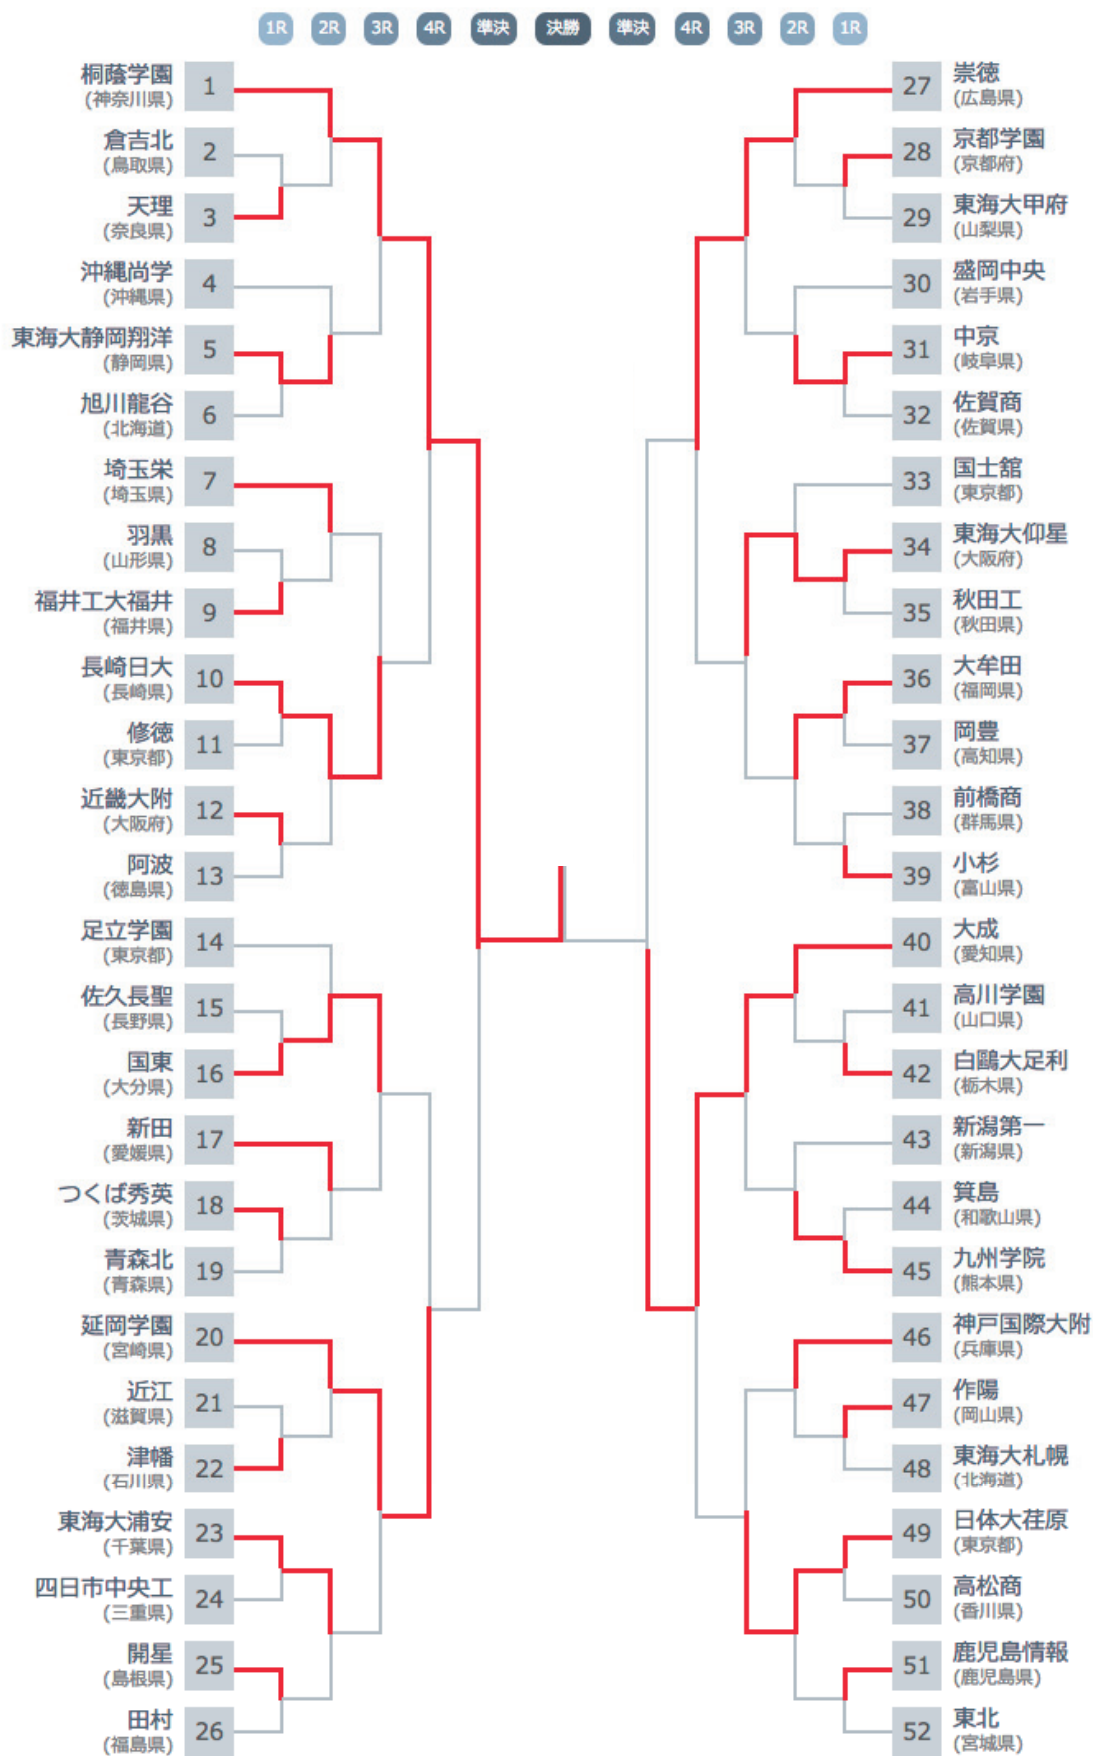 1R 2R 3R 4R 準決 決勝 準決 4R 3R 2R 1R
桐蔭学園
(神奈川県)
1
倉吉北
(鳥取県)
2
天理
(奈良県)
3
沖縄尚学
(沖縄県)
4
東海大静岡翔洋
(静岡県)
5
旭川龍谷
(北海道)
6
埼玉栄
(埼玉県)
7
羽黒
(山形県)
8
福井工大福井
(福井県)
9
長崎日大
(長崎県)
10
修徳
(東京都)
11
近畿大附
(大阪府)
12
阿波
(徳島県)
13
足立学園
(東京都)
14
佐久長聖
(長野県)
15
国東
(大分県)
16
新田
(愛媛県)
17
つくば秀英
(茨城県)
18
青森北
(青森県)
19
延岡学園
(宮崎県)
20
近江
(滋賀県)
21
津幡
(石川県)
22
東海大浦安
(千葉県)
23
四日市中央工
(三重県)
24
開星
(島根県)
25
田村
(福島県)
26
27
崇徳
(広島県)
28
京都学園
(京都府)
29
東海大甲府
(山梨県)
30
盛岡中央
(岩手県)
31
中京
(岐阜県)
32
佐賀商
(佐賀県)
33
国士舘
(東京都)
34
東海大仰星
(大阪府)
35
秋田工
(秋田県)
36
大牟田
(福岡県)
37
岡豊
(高知県)
38
前橋商
(群馬県)
39
小杉
(富山県)
40
大成
(愛知県)
41
高川学園
(山口県)
42
白鷗大足利
(栃木県)
43
新潟第一
(新潟県)
44
箕島
(和歌山県)
45
九州学院
(熊本県)
46
神戸国際大附
(兵庫県)
47
作陽
(岡山県)
48
東海大札幌
(北海道)
49
日体大荏原
(東京都)
50
高松商
(香川県)
51
鹿児島情報
(鹿児島県)
52
東北
(宮城県)